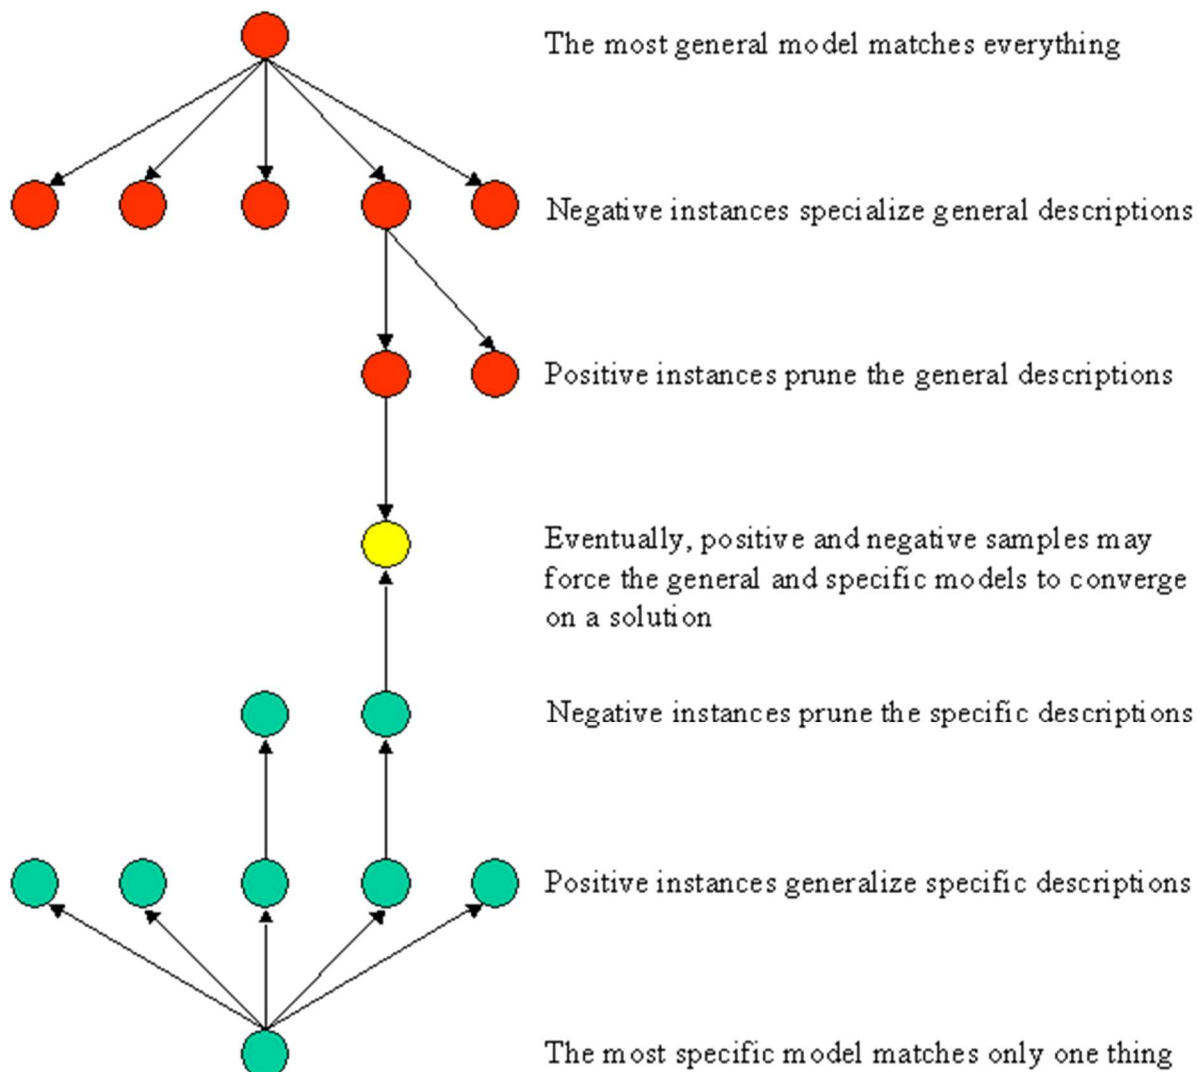 The most general model matches everything
Negative instances specialize general descriptions
Positive instances prune the general descriptions
Eventually, positive and negative samples may
force the general and specific models to converge
on a solution
Negative instances prune the specific descriptions
Positive instances generalize specific descriptions
The most specific model matches only one thing